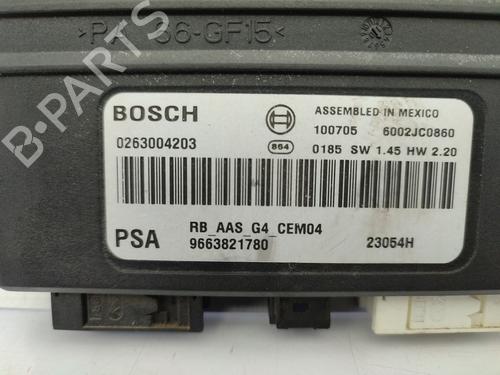 >PA 66-GF15<
BOSCH
ASSEMBLED IN MEXICO
100705 6002JC0860
0263004203
864 0185 SW 1.45 HW 2.20
PSA
RB_AAS_G4_CEM04
9663821780
23054H